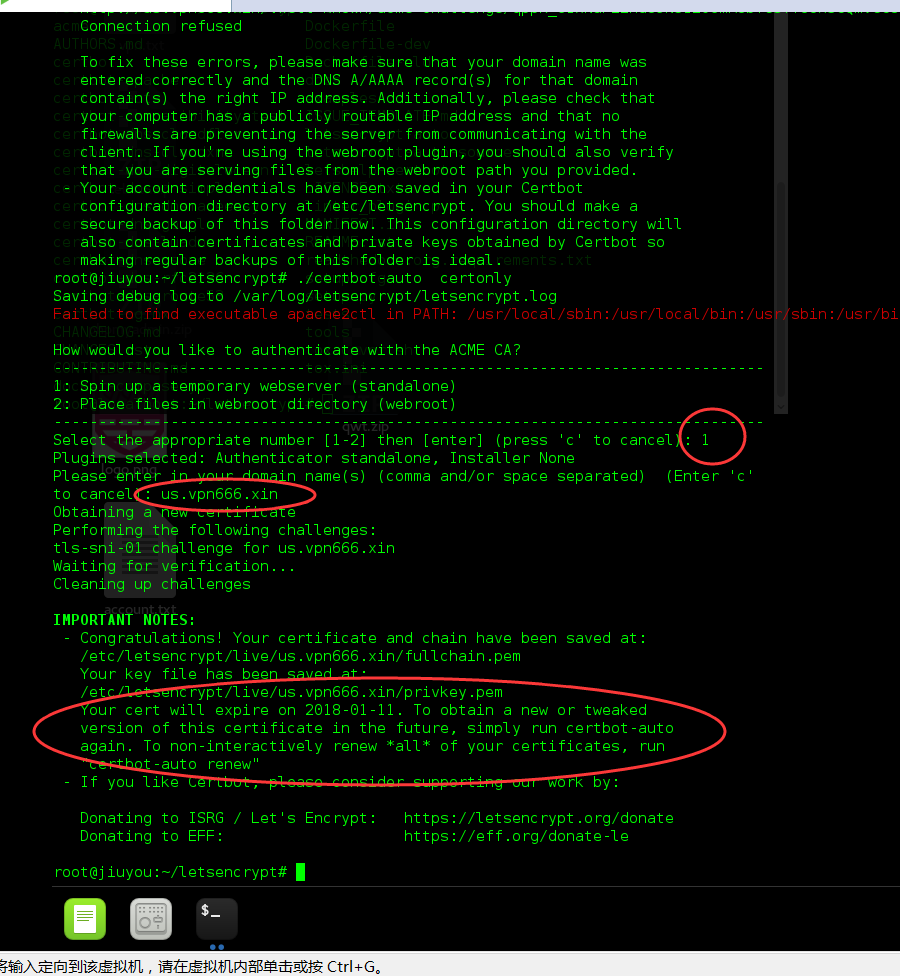 Connection refused
Dockerfile
AUTHORS.md
Dockerfile-dev
To fix these errors, please make sure that your domain name was
entered correctly and the DNS A/AAAA record(s) for that domain
contain(s) the right IP address. Additionally, please check that
your computer has a publicly routable IP address and that no
firewalls are preventing the server from communicating with the
client. If you're using the webroot plugin, you should also verify
that you are serving files from the webroot path you provided.
- Your account credentials have been saved in your Certbot
configuration directory at /etc/letsencrypt. You should make a
secure backup of this folder now. This configuration directory will
also contain certificates and private keys obtained by Certbot so
making regular backups of this folder is ideal.
root@jiuyou:~/letsencrypt# ./certbot-auto  certonly
Saving debug log to /var/log/letsencrypt/letsencrypt.log
Failed to find executable apache2ctl in PATH: /usr/local/sbin:/usr/local/bin:/usr/sbin:/usr/bi
CHANGELOG.md
tools
How would you like to authenticate with the ACME CA?
-------------------------------------------------------------------------------
1: Spin up a temporary webserver (standalone)
2: Place files in webroot directory (webroot)
-------------------------------------------------------------------------------
qwt.zip
Select the appropriate number [1-2] then [enter] (press 'c' to cancel): 1
Plugins selected: Authenticator standalone, Installer None
logo.png
Please enter in your domain name(s) (comma and/or space separated)  (Enter 'c'
to cancel): us.vpn666.xin
Obtaining a new certificate
Performing the following challenges:
tls-sni-01 challenge for us.vpn666.xin
Waiting for verification...
Cleaning up challenges
account.txt
IMPORTANT NOTES:
- Congratulations! Your certificate and chain have been saved at:
/etc/letsencrypt/live/us.vpn666.xin/fullchain.pem
Your key file has been saved at:
/etc/letsencrypt/live/us.vpn666.xin/privkey.pem
Your cert will expire on 2018-01-11. To obtain a new or tweaked
version of this certificate in the future, simply run certbot-auto
again. To non-interactively renew *all* of your certificates, run
"certbot-auto renew"
- If you like Certbot, please consider supporting our work by:
Donating to ISRG / Let's Encrypt:   https://letsencrypt.org/donate
Donating to EFF:                    https://eff.org/donate-le
root@jiuyou:~/letsencrypt#
$_
将输入定向到该虚拟机，请在虚拟机内部单击或按 Ctrl+G。